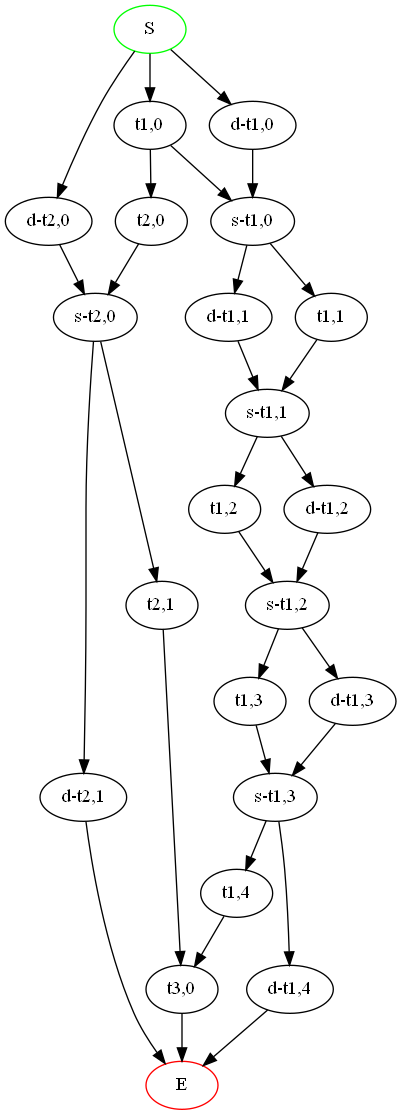 S
t1,0
d-t1,0
d-t2,0
t2,0
s-t1,0
s-t2,0
d-t1,1
t1,1
s-t1,1
t1,2
d-t1,2
t2,1
s-t1,2
t1,3
d-t1,3
d-t2,1
s-t1,3
t1,4
t3,0
d-t1,4
E